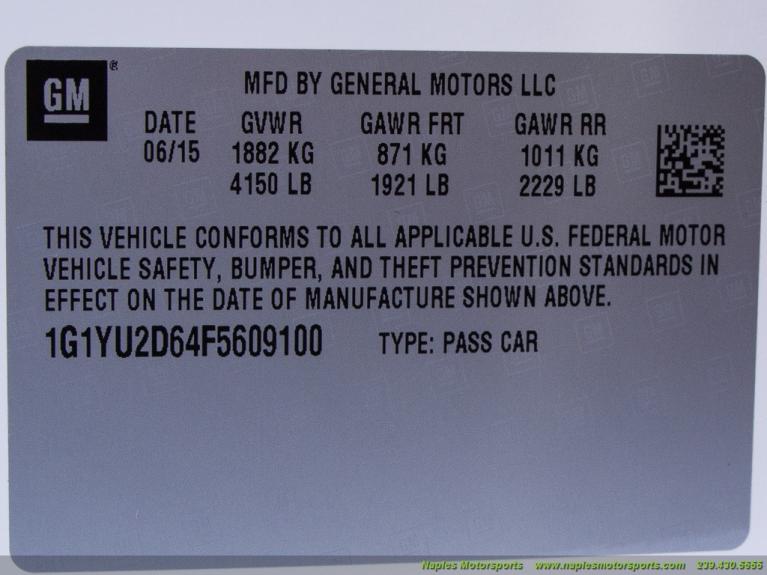 GM®
MFD BY GENERAL MOTORS LLC
DATE GVWR GAWR FRT GAWR RR
06/15 1882 KG 871 KG 1011 KG
4150 LB 1921 LB 2229 LB
THIS VEHICLE CONFORMS TO ALL APPLICABLE U.S. FEDERAL MOTOR
VEHICLE SAFETY, BUMPER, AND THEFT PREVENTION STANDARDS IN
EFFECT ON THE DATE OF MANUFACTURE SHOWN ABOVE.
1G1YU2D64F5609100 TYPE: PASS CAR
Naples Motorsports www.naplesmotorsports.com 239.430.5666